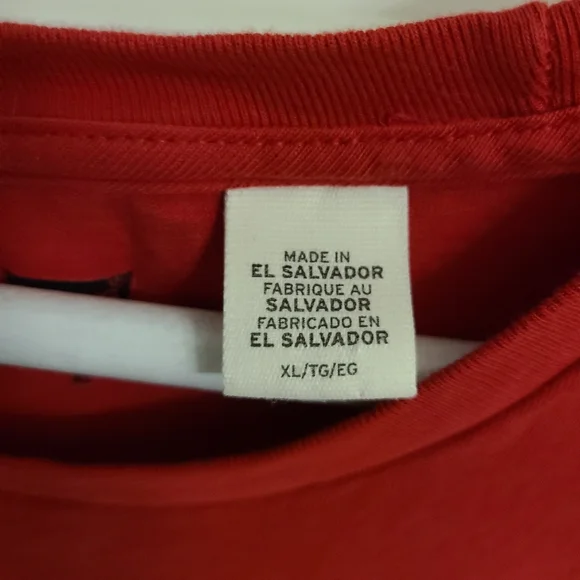 MADE IN
EL SALVADOR
FABRIQUE AU
SALVADOR
FABRICADO EN
EL SALVADOR
XL/TG/EG